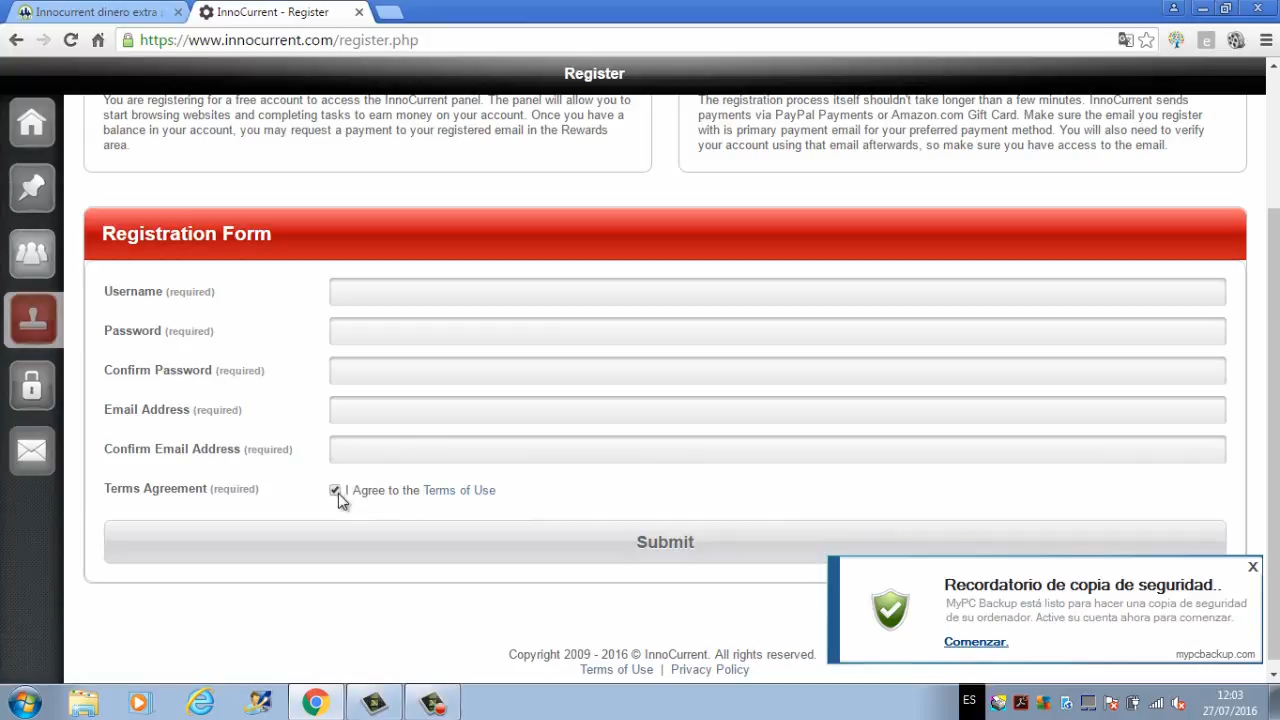 Innocurrent dinero extra
InnoCurrent - Register
https://www.innocurrent.com/register.php
Register
You are registering for a free account to access the InnoCurrent panel. The panel will allow you to
start browsing websites and completing tasks to earn money on your account. Once you have a
balance in your account, you may request a payment to your registered email in the Rewards
area.
The registration process itself shouldn't take longer than a few minutes. InnoCurrent sends
payments via PayPal Payments or Amazon.com Gift Card. Make sure the email you register
with is primary payment email for your preferred payment method. You will also need to verify
your account using that email afterwards, so make sure you have access to the email.
Registration Form
Username (required)
Password (required)
Confirm Password (required)
Email Address (required)
Confirm Email Address (required)
Terms Agreement (required)
I Agree to the Terms of Use
Submit
Recordatorio de copia de seguridad..
MyPC Backup está listo para hacer una copia de seguridad
de su ordenador. Active su cuenta ahora para comenzar.
Comenzar.
mypcbackup.com
Copyright 2009 - 2016 © InnoCurrent. All rights reserved.
Terms of Use | Privacy Policy
ES
12:03
27/07/2016